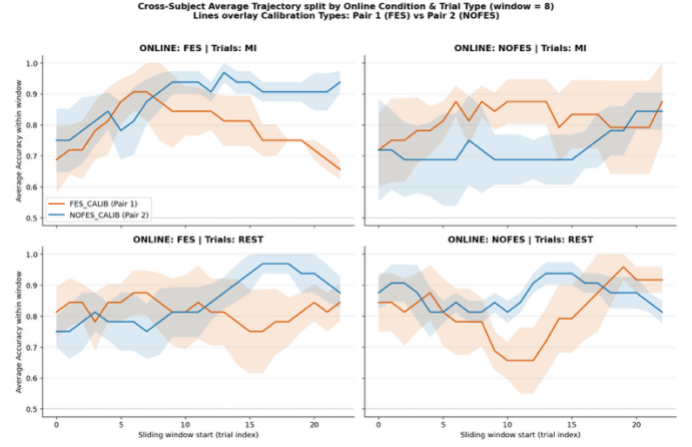 Cross-Subject Average Trajectory split by Online Condition & Trial Type (window = 8)
Lines overlay Calibration Types: Pair 1 (FES) vs Pair 2 (NOFES)
ONLINE: FES | Trials: MI
ONLINE: NOFES | Trials: MI
Average Accuracy within window
1.0
0.9
0.8
0.7
0.6
0.5
FES_CALIB (Pair 1)
NOFES_CALIB (Pair 2)
ONLINE: FES | Trials: REST
ONLINE: NOFES | Trials: REST
Average Accuracy within window
1.0
0.9
0.8
0.7
0.6
0.5
0 5 10 15 20
0 5 10 15 20
Sliding window start (trial index)
Sliding window start (trial index)